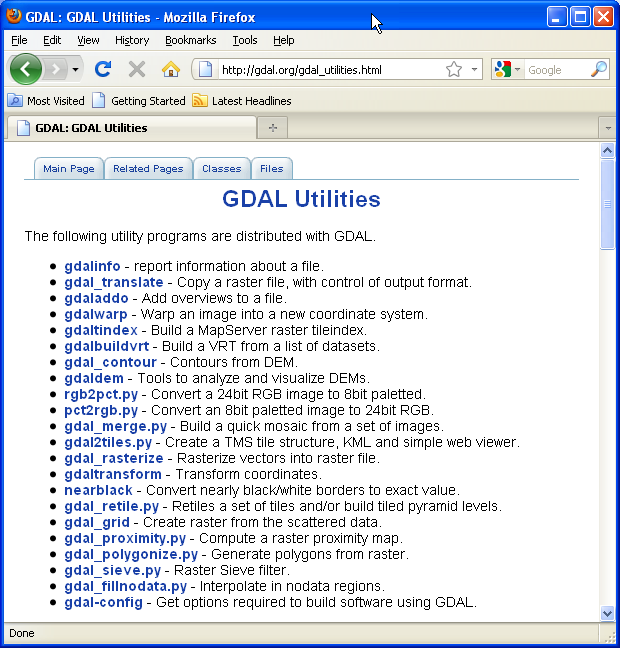 GDAL: GDAL Utilities - Mozilla Firefox
File Edit View History Bookmarks Tools Help
http://gdal.org/gdal_utilities.html
Google
Most Visited Getting Started Latest Headlines
GDAL: GDAL Utilities
Main Page Related Pages Classes Files
GDAL Utilities
The following utility programs are distributed with GDAL.
gdalinfo - report information about a file.
gdal_translate - Copy a raster file, with control of output format.
gdaladdo - Add overviews to a file.
gdalwarp - Warp an image into a new coordinate system.
gdaltindex - Build a MapServer raster tileindex.
gdalbuildvrt - Build a VRT from a list of datasets.
gdal_contour - Contours from DEM.
gdaldem - Tools to analyze and visualize DEMs.
rgb2pct.py - Convert a 24bit RGB image to 8bit paletted.
pct2rgb.py - Convert an 8bit paletted image to 24bit RGB.
gdal_merge.py - Build a quick mosaic from a set of images.
gdal2tiles.py - Create a TMS tile structure, KML and simple web viewer.
gdal_rasterize - Rasterize vectors into raster file.
gdaltransform - Transform coordinates.
nearblack - Convert nearly black/white borders to exact value.
gdal_retile.py - Retiles a set of tiles and/or build tiled pyramid levels.
gdal_grid - Create raster from the scattered data.
gdal_proximity.py - Compute a raster proximity map.
gdal_polygonize.py - Generate polygons from raster.
gdal_sieve.py - Raster Sieve filter.
gdal_fillnodata.py - Interpolate in nodata regions.
gdal-config - Get options required to build software using GDAL.
Done